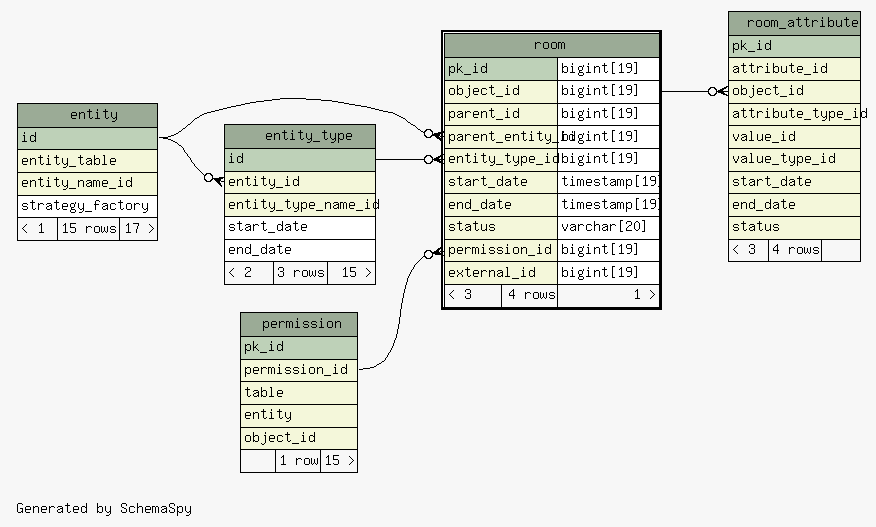 entity
id
entity_table
entity_name_id
strategy_factory
< 1 15 rows 17 >
entity_type
id
entity_id
entity_type_name_id
start_date
end_date
< 2 3 rows 15 >
permission
pk_id
permission_id
table
entity
object_id
1 row 15 >
room
pk_id bigint[19]
object_id bigint[19]
parent_id bigint[19]
parent_entity_id bigint[19]
entity_type_id bigint[19]
start_date timestamp[19]
end_date timestamp[19]
status varchar[20]
permission_id bigint[19]
external_id bigint[19]
< 3 4 rows 1 >
room_attribute
pk_id
attribute_id
object_id
attribute_type_id
value_id
value_type_id
start_date
end_date
status
< 3 4 rows
Generated by SchemaSpy